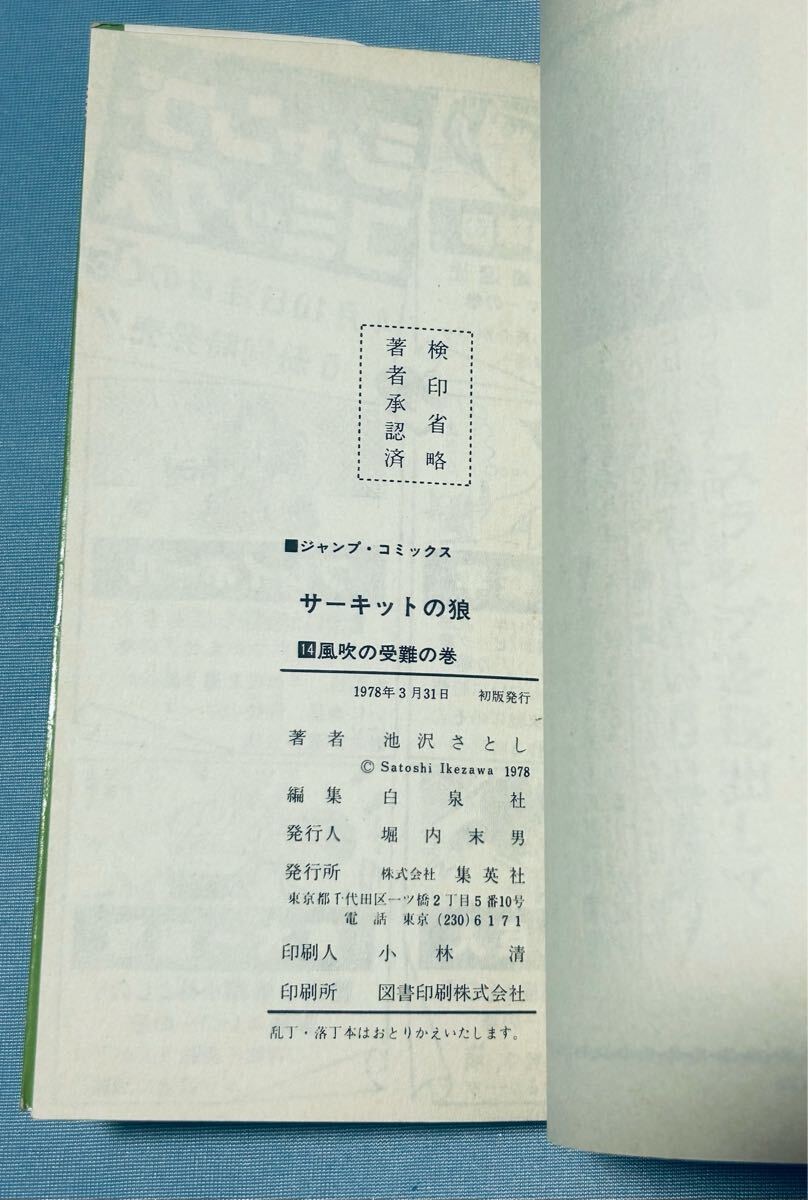 検印省略
著者承認済
■ジャンプ・コミックス
サーキットの狼
14風吹の受難の巻
1978年3月31日 初版発行
著者 池沢さとし
© Satoshi Ikezawa 1978
編集 白泉社
発行人 堀内末男
発行所 株式会社 集英社
東京都千代田区一ツ橋2丁目5番10号
電話 東京(230)6171
印刷人 小林清
印刷所 図書印刷株式会社
乱丁・落丁本はおとりかえいたします。